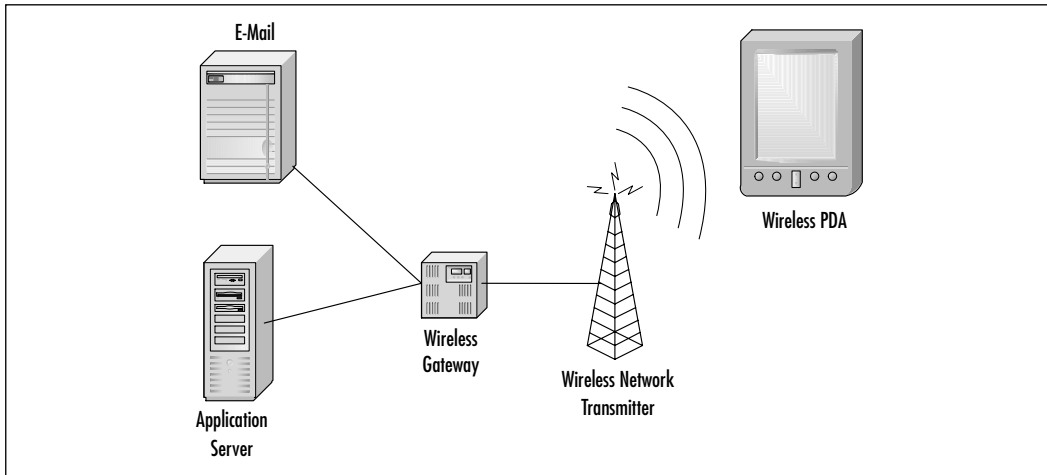 E-Mail
Wireless PDA
Wireless
Gateway
Wireless Network
Transmitter
Application
Server